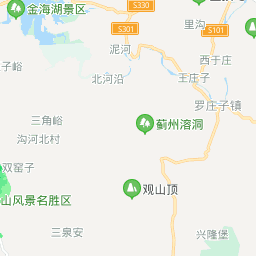 金海湖景区
S330
S301
里沟
S101
泥河
西于庄
子峪
北河沿
王庄子
罗庄子镇
三角峪
蓟州溶洞
沟河北村
双窑子
观山顶
山风景名胜区
三泉安
兴隆堡